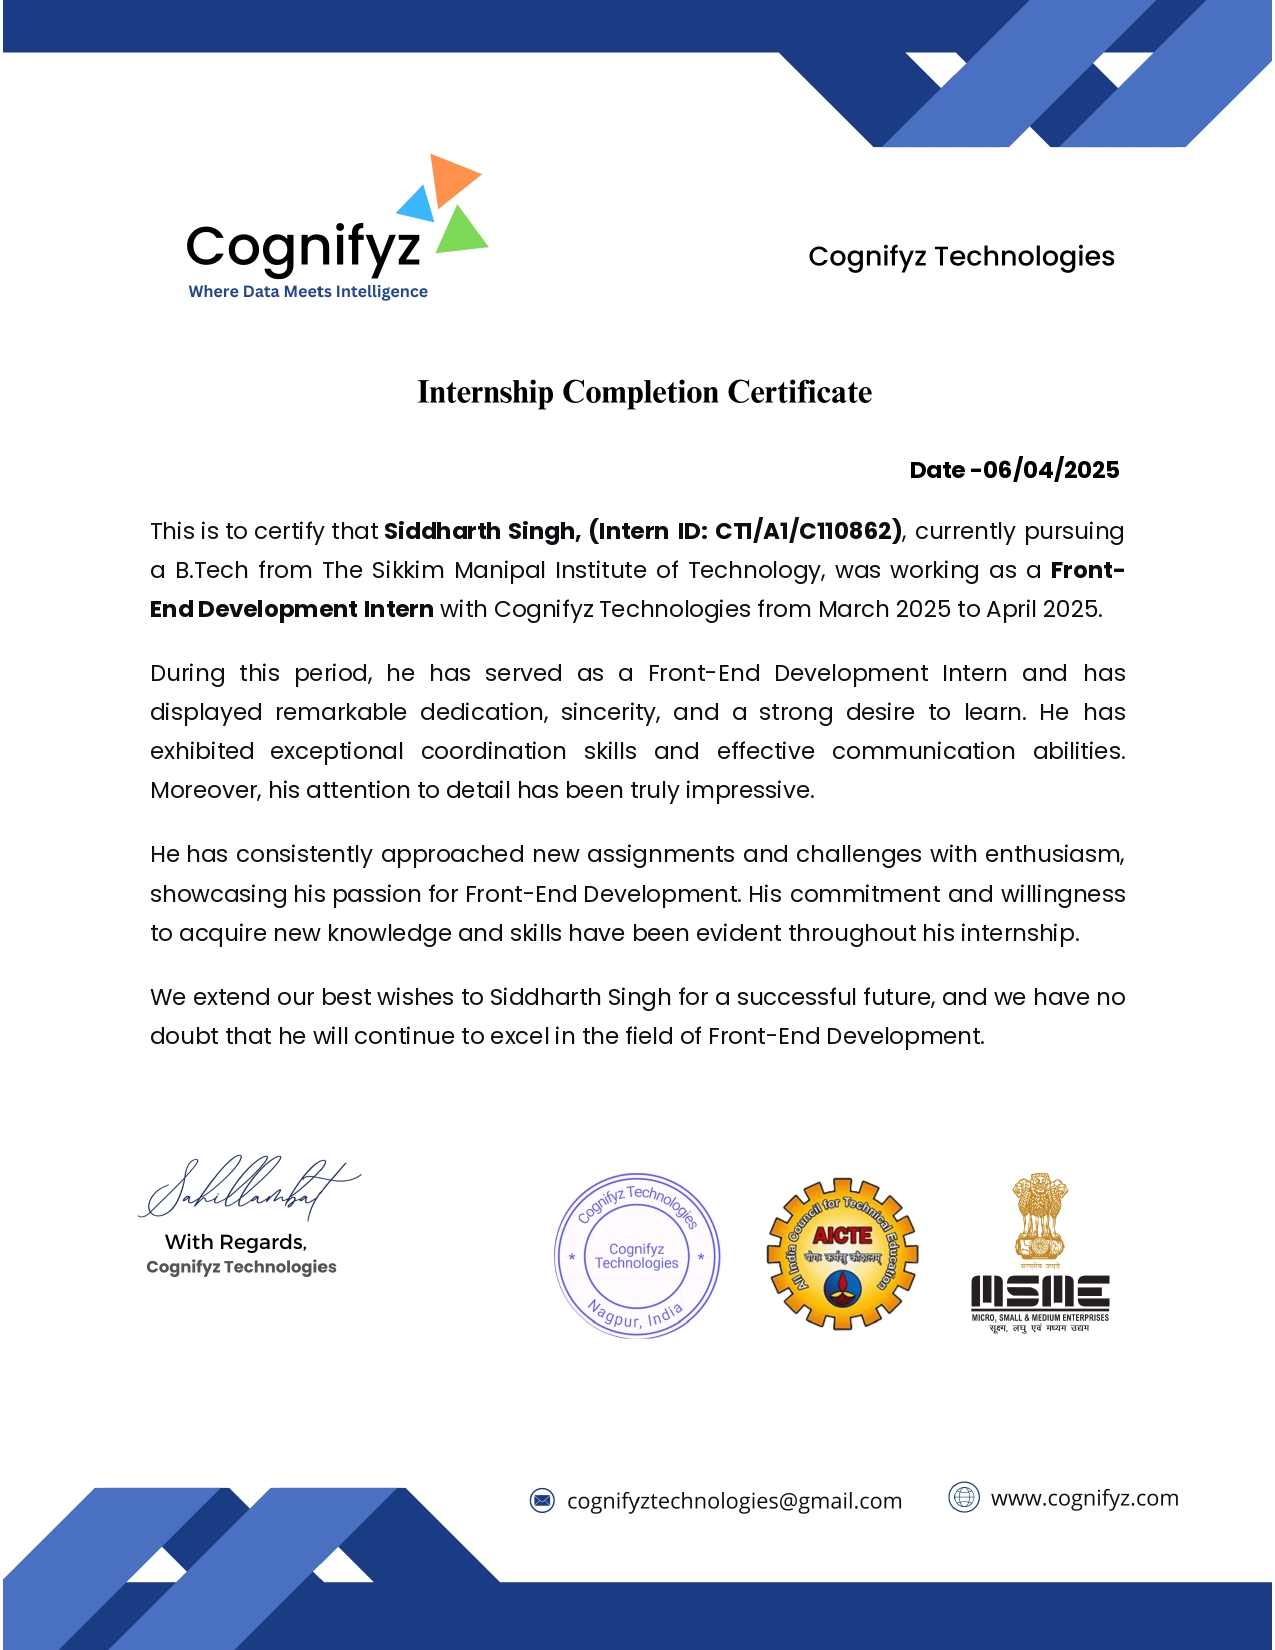 Cognifyz
Where Data Meets Intelligence
Cognifyz Technologies
Internship Completion Certificate
Date -06/04/2025
This is to certify that Siddharth Singh, (Intern ID: CTI/A1/C110862), currently pursuing
a B.Tech from The Sikkim Manipal Institute of Technology, was working as a Front-
End Development Intern with Cognifyz Technologies from March 2025 to April 2025.
During this period, he has served as a Front-End Development Intern and has
displayed remarkable dedication, sincerity, and a strong desire to learn. He has
exhibited exceptional coordination skills and effective communication abilities.
Moreover, his attention to detail has been truly impressive.
He has consistently approached new assignments and challenges with enthusiasm,
showcasing his passion for Front-End Development. His commitment and willingness
to acquire new knowledge and skills have been evident throughout his internship.
We extend our best wishes to Siddharth Singh for a successful future, and we have no
doubt that he will continue to excel in the field of Front-End Development.
Sahillambat
With Regards,
Cognifyz Technologies
Cognifyz Technologies
Cognifyz
Technologies
* *
Nagpur, India
All India Council for Technical Education
AICTE
योगः कर्मसु कौशलम्
सत्यमेव जयते
MSME
MICRO, SMALL & MEDIUM ENTERPRISES
सूक्ष्म, लघु एवं मध्यम उद्यम
cognifyztechnologies@gmail.com
www.cognifyz.com